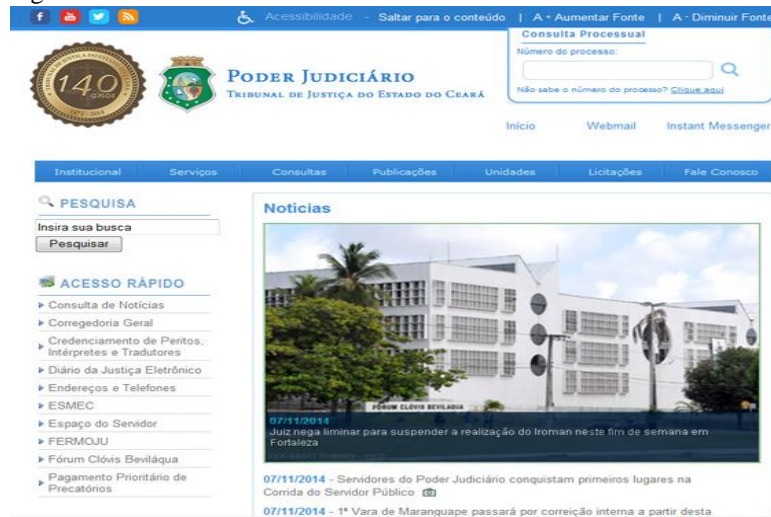 Acessibilidade - Saltar para o conteúdo | A + Aumentar Fonte | A - Diminuir Fonte
140
anos
PODER JUDICIÁRIO
TRIBUNAL DE JUSTIÇA DO ESTADO DO CEARÁ
Consulta Processual
Número do processo:
Não sabe o número do processo? Clique aqui
Início Webmail Instant Messenger
Institucional Serviços Consultas Publicações Unidades Licitações Fale Conosco
PESQUISA
Insira sua busca
Pesquisar
ACESSO RÁPIDO
Consulta de Notícias
Corregedoria Geral
Credenciamento de Peritos,
Intérpretes e Tradutores
Diário da Justiça Eletrônico
Endereços e Telefones
ESMEC
Espaço do Servidor
FERMOJU
Fórum Clóvis Beviláqua
Pagamento Prioritário de
Precatórios
Notícias
FORUM CLOVIS BEVILAQUA
07/11/2014
Juiz nega liminar para suspender a realização do Iroman neste fim de semana em
Fortaleza
07/11/2014 - Servidores do Poder Judiciário conquistam primeiros lugares na
Corrida do Servidor Público
07/11/2014 - 1ª Vara de Maranguape passará por correição interna a partir desta